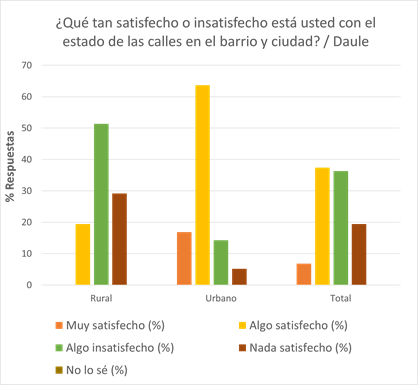 ¿Qué tan satisfecho o insatisfecho está usted con el
estado de las calles en el barrio y ciudad? / Daule
% Respuestas
70
60
50
40
30
20
10
0
Rural
Urbano
Total
Muy satisfecho (%)
Algo satisfecho (%)
Algo insatisfecho (%)
Nada satisfecho (%)
No lo sé (%)